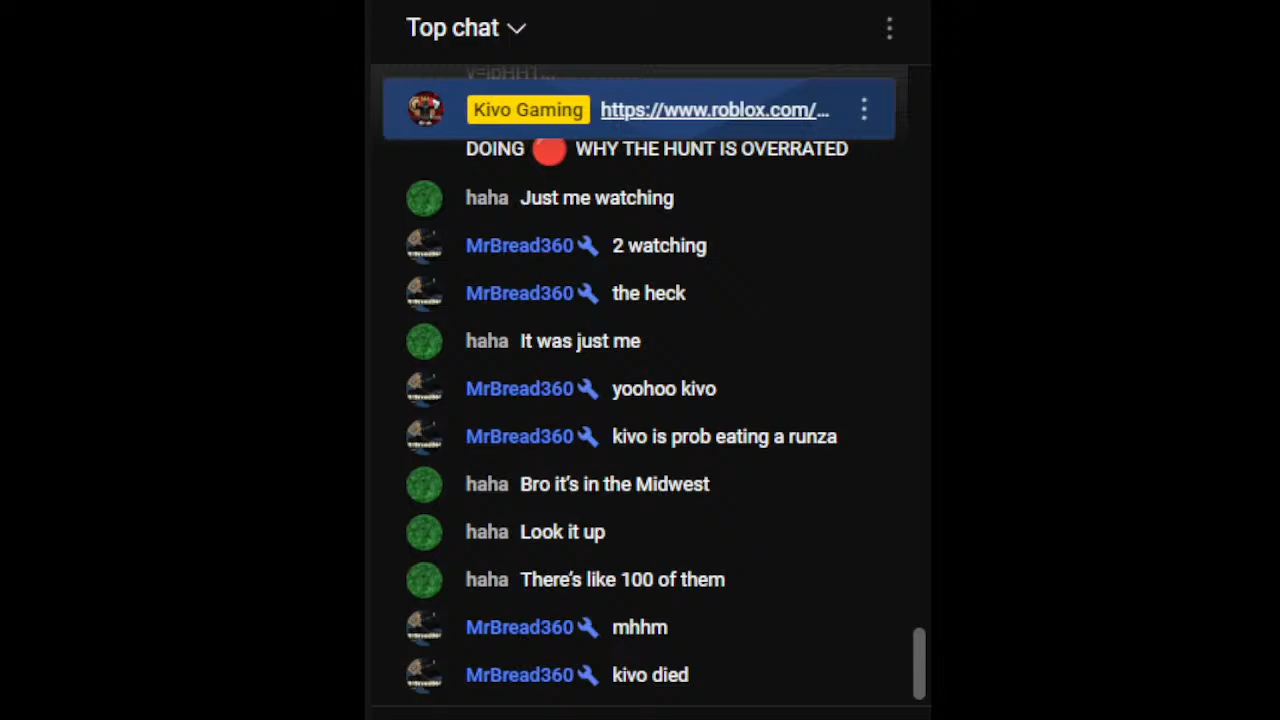 Top chat
v=ipHH1...
Kivo Gaming https://www.roblox.com/...
DOING 🔴 WHY THE HUNT IS OVERRATED
haha Just me watching
MrBread360 2 watching
MrBread360 the heck
haha It was just me
MrBread360 yoohoo kivo
MrBread360 kivo is prob eating a runza
haha Bro it's in the Midwest
haha Look it up
haha There's like 100 of them
MrBread360 mhhm
MrBread360 kivo died